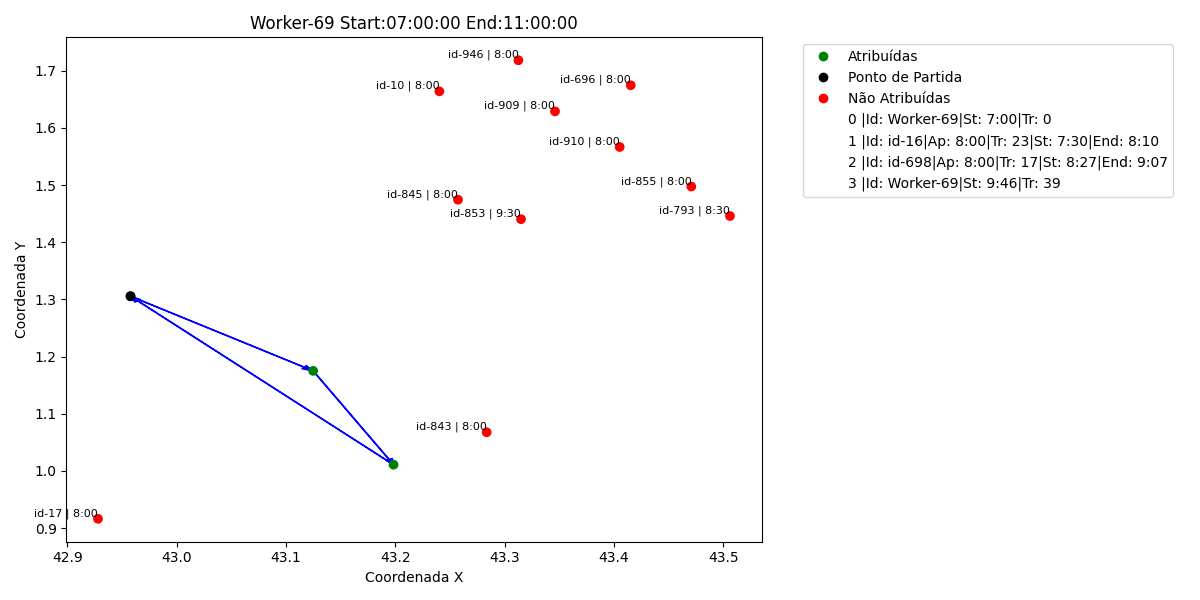 Worker-69 Start:07:00:00 End:11:00:00
Coordenada Y
1.7
1.6
1.5
1.4
1.3
1.2
1.1
1.0
0.9
id-946 | 8:00
id-696 | 8:00
id-10 | 8:00
id-909 | 8:00
id-910 | 8:00
id-855 | 8:00
id-845 | 8:00
id-853 | 9:30
id-793 | 8:30
id-843 | 8:00
id-17 | 8:00
42.9 43.0 43.1 43.2 43.3 43.4 43.5
Coordenada X
Atribuídas
Ponto de Partida
Não Atribuídas
0 |Id: Worker-69|St: 7:00|Tr: 0
1 |Id: id-16|Ap: 8:00|Tr: 23|St: 7:30|End: 8:10
2 |Id: id-698|Ap: 8:00|Tr: 17|St: 8:27|End: 9:07
3 |Id: Worker-69|St: 9:46|Tr: 39